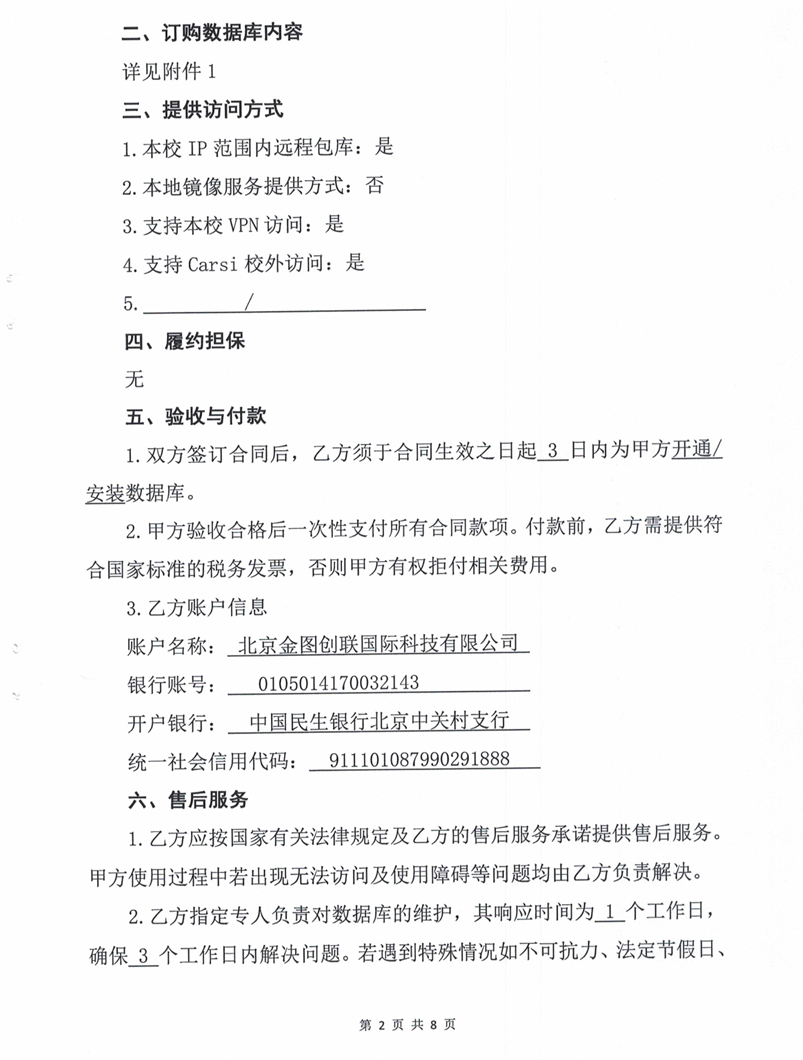 二、订购数据库内容
详见附件1
三、提供访问方式
1.本校IP范围内远程包库：是
2.本地镜像服务提供方式：否
3.支持本校VPN访问：是
4.支持Carsi校外访问：是
5. /
四、履约担保
无
五、验收与付款
1.双方签订合同后，乙方须于合同生效之日起 3 日内为甲方开通/
安装数据库。
2.甲方验收合格后一次性支付所有合同款项。付款前，乙方需提供符
合国家标准的税务发票，否则甲方有权拒付相关费用。
3.乙方账户信息
账户名称：北京金图创联国际科技有限公司
银行账号：0105014170032143
开户银行：中国民生银行北京中关村支行
统一社会信用代码：911101087990291888
六、售后服务
1.乙方应按国家有关法律规定及乙方的售后服务承诺提供售后服务。
甲方使用过程中若出现无法访问及使用障碍等问题均由乙方负责解决。
2.乙方指定专人负责对数据库的维护，其响应时间为 1 个工作日，
确保 3 个工作日内解决问题。若遇到特殊情况如不可抗力、法定节假日、
第 2 页 共 8 页